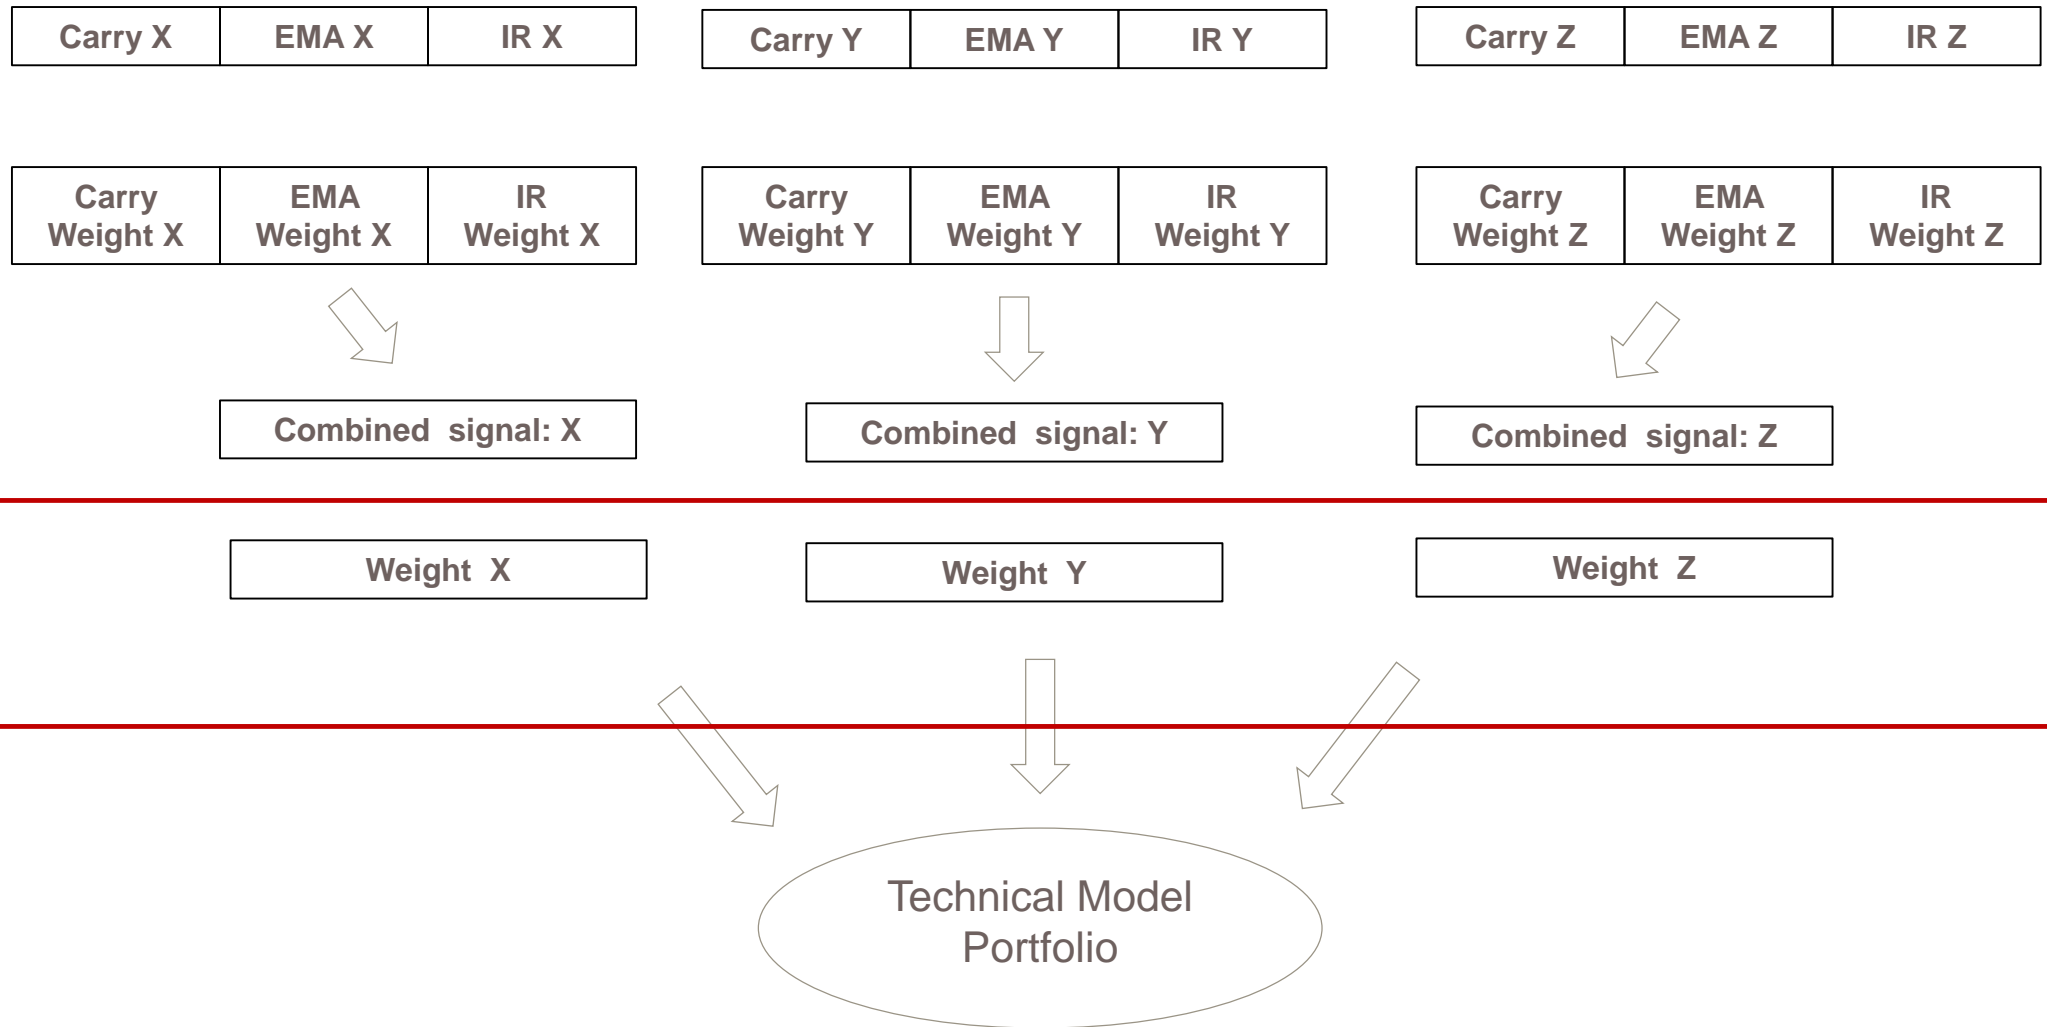 Carry X EMA X IR X Carry Y EMA Y IR Y Carry Z EMA Z IR Z
Carry EMA IR Carry EMA IR Carry EMA IR
Weight X Weight X Weight X Weight Y Weight Y Weight Y Weight Z Weight Z Weight Z
Combined signal: X Combined signal: Y Combined signal: Z
Weight X Weight Y Weight Z
Technical Model
Portfolio